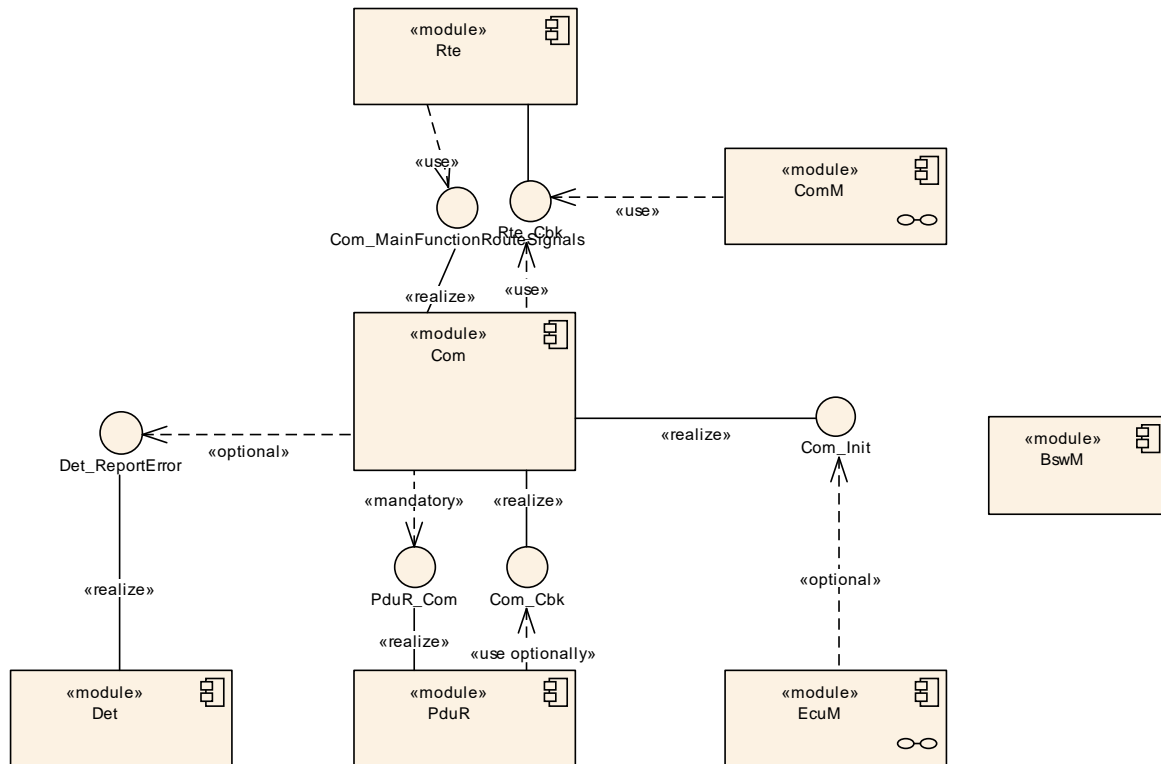 «module»
Rte
«use»
«module»
ComM
«use»
Rte_Cbk
Com_MainFunctionRouteSignals
«realize»
«use»
«module»
Com
«realize»
Com_Init
«module»
BswM
«optional»
Det_ReportError
«mandatory»
«realize»
«realize»
PduR_Com
Com_Cbk
«optional»
«realize»
«use optionally»
«module»
Det
«module»
PduR
«module»
EcuM